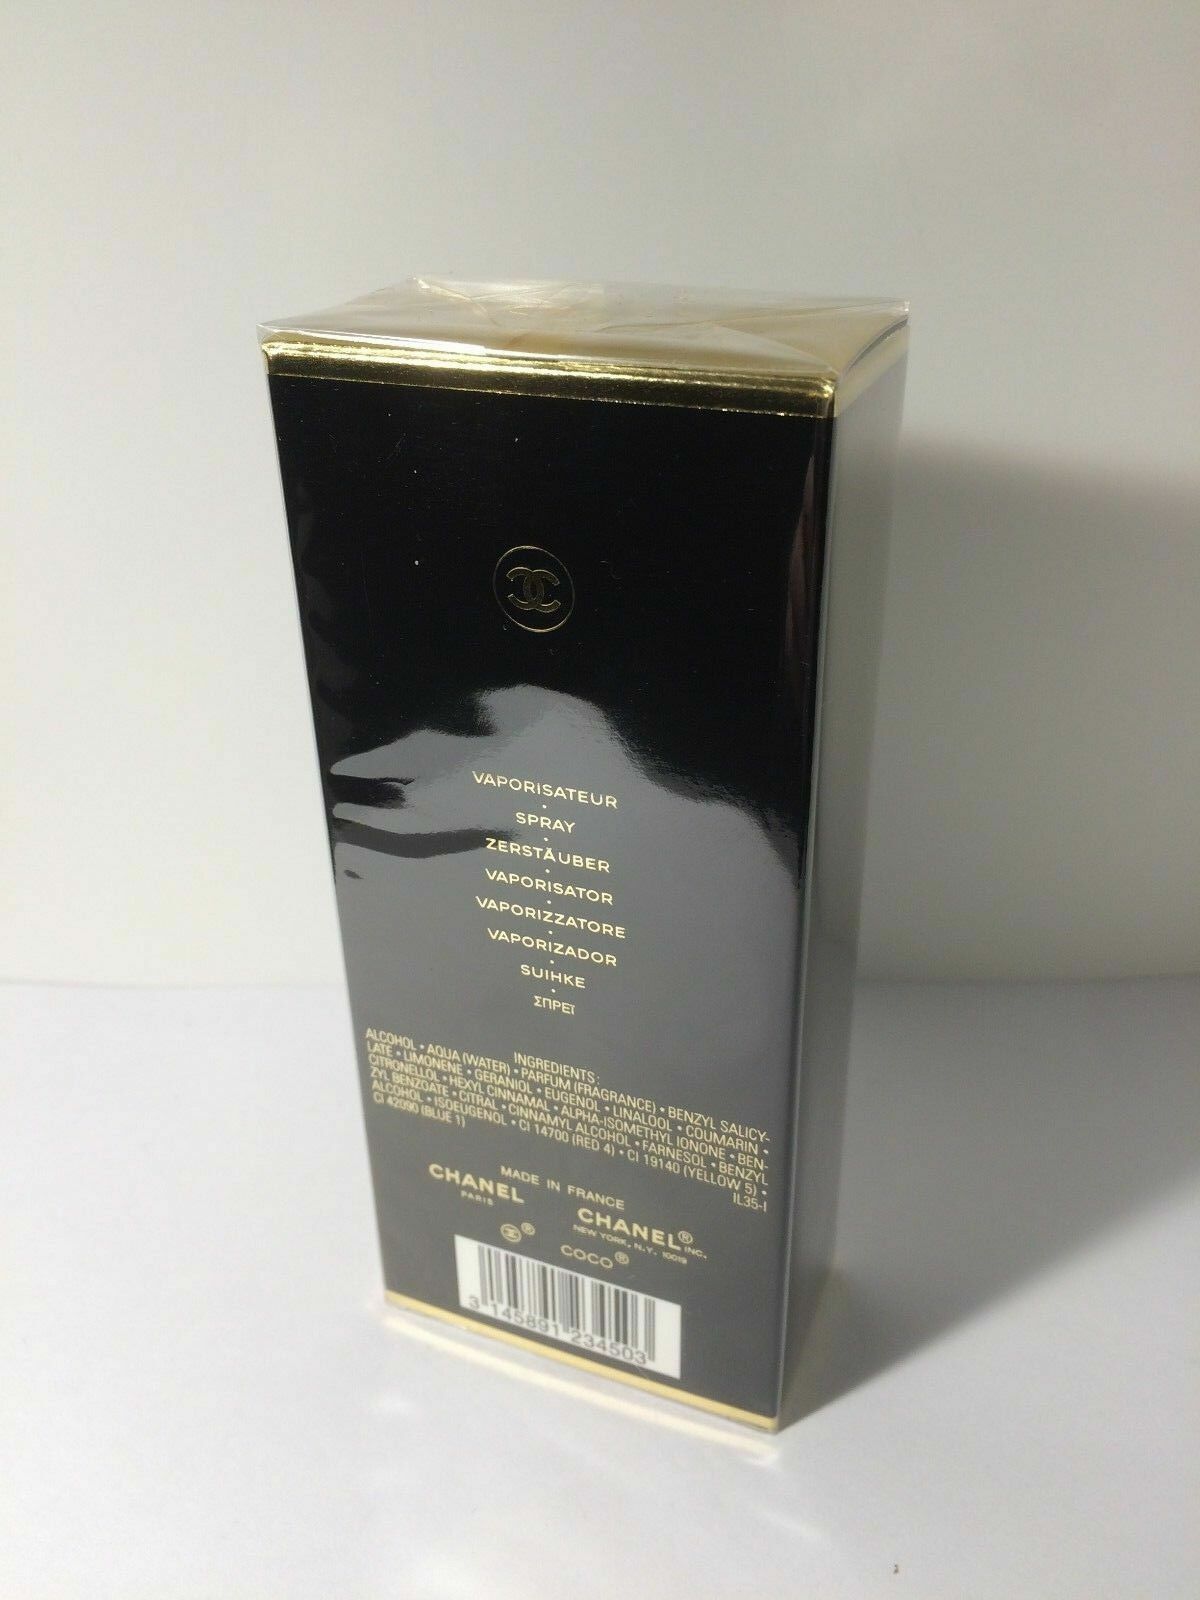 VAPORISATEUR
•
SPRAY
•
ZERSTÄUBER
•
VAPORISATOR
•
VAPORIZZATORE
•
VAPORIZADOR
•
SUIHKE
•
ΣΠΡΕΪ
INGREDIENTS:
ALCOHOL • AQUA (WATER) • PARFUM (FRAGRANCE) • BENZYL SALICY-
LATE • LIMONENE • GERANIOL • EUGENOL • LINALOOL • COUMARIN •
CITRONELLOL • HEXYL CINNAMAL • ALPHA-ISOMETHYL IONONE • BEN-
ZYL BENZOATE • CITRAL • CINNAMYL ALCOHOL • FARNESOL • BENZYL
ALCOHOL • ISOEUGENOL • CI 14700 (RED 4) • CI 19140 (YELLOW 5) •
CI 42090 (BLUE 1) IL35-I
MADE IN FRANCE
CHANEL
PARIS
CHANEL® INC.
NEW YORK, N.Y. 10019
® COCO®
3 145891 234503